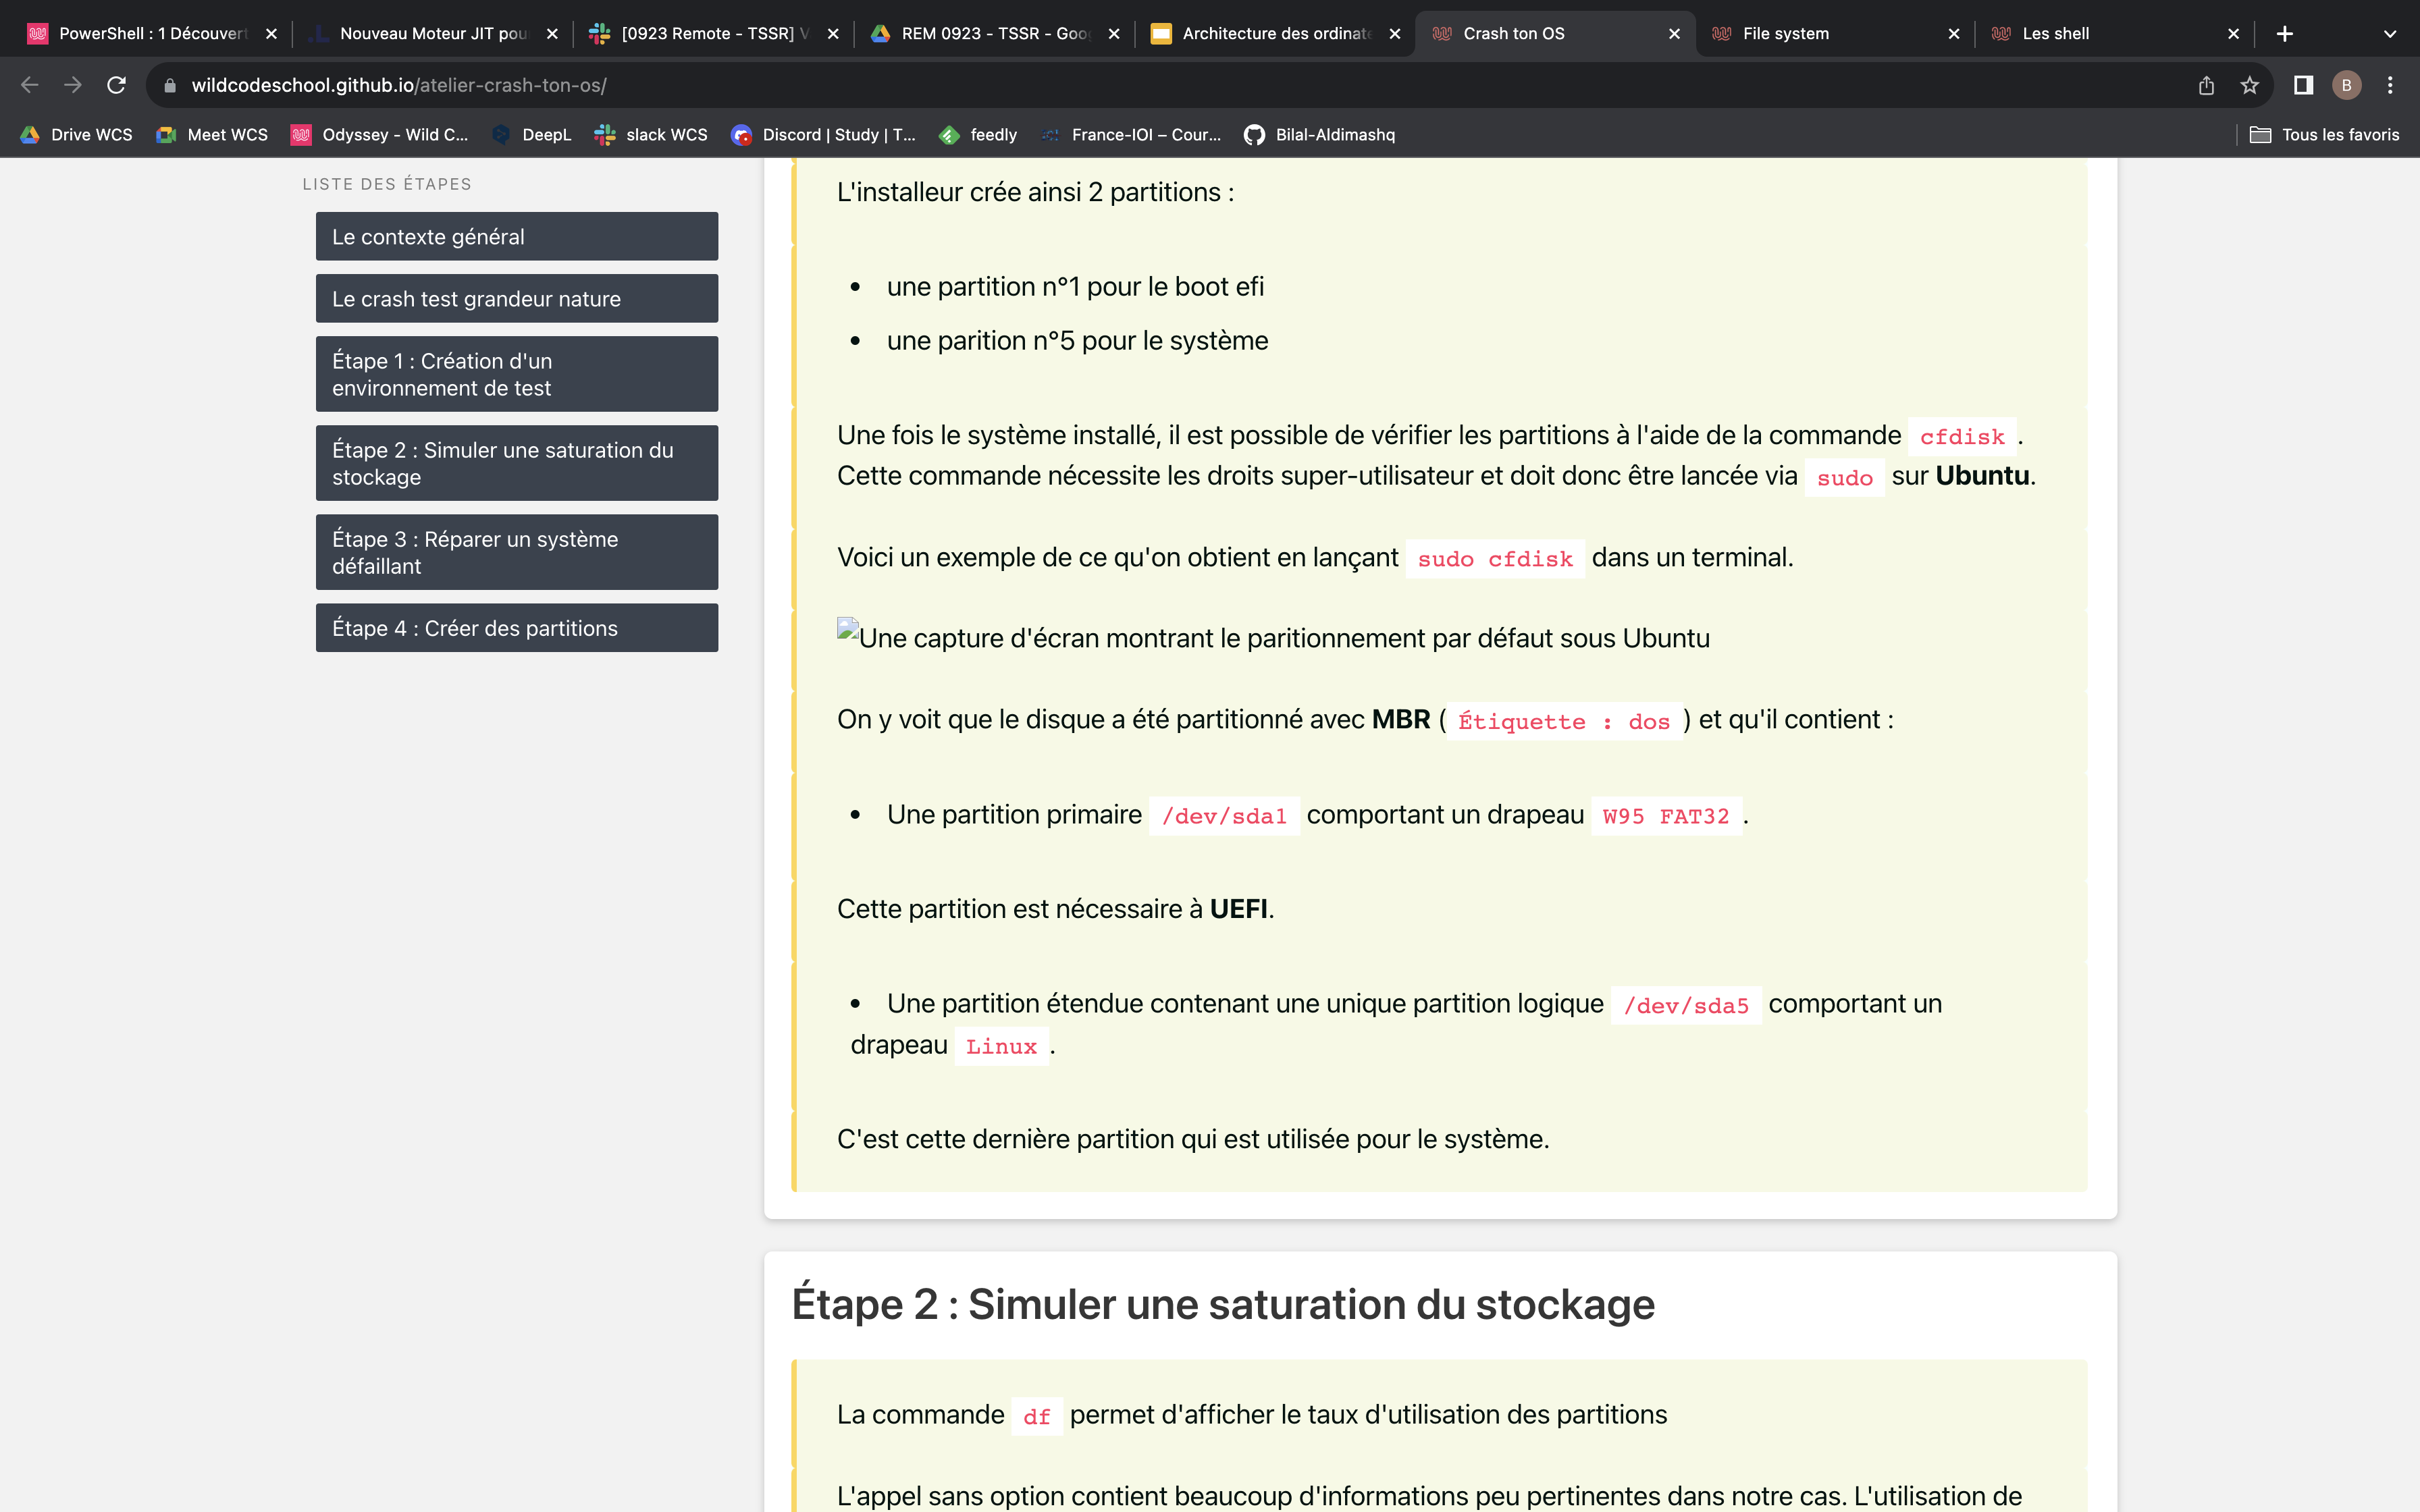 PowerShell : 1 Découvert
Nouveau Moteur JIT pou
[0923 Remote - TSSR] V
REM 0923 - TSSR - Goo
Architecture des ordinate
Crash ton OS
File system
Les shell
wildcodeschool.github.io/atelier-crash-ton-os/
B
Drive WCS
Meet WCS
Odyssey - Wild C...
DeepL
slack WCS
Discord | Study | T...
feedly
France-IOI – Cour...
Bilal-Aldimashq
Tous les favoris
LISTE DES ÉTAPES
Le contexte général
Le crash test grandeur nature
Étape 1 : Création d'un
environnement de test
Étape 2 : Simuler une saturation du
stockage
Étape 3 : Réparer un système
défaillant
Étape 4 : Créer des partitions
L'installeur crée ainsi 2 partitions :
• une partition n°1 pour le boot efi
• une parition n°5 pour le système
Une fois le système installé, il est possible de vérifier les partitions à l'aide de la commande cfdisk .
Cette commande nécessite les droits super-utilisateur et doit donc être lancée via sudo sur Ubuntu.
Voici un exemple de ce qu'on obtient en lançant sudo cfdisk dans un terminal.
Une capture d'écran montrant le paritionnement par défaut sous Ubuntu
On y voit que le disque a été partitionné avec MBR ( Étiquette : dos ) et qu'il contient :
• Une partition primaire /dev/sda1 comportant un drapeau W95 FAT32 .
Cette partition est nécessaire à UEFI.
• Une partition étendue contenant une unique partition logique /dev/sda5 comportant un
drapeau Linux .
C'est cette dernière partition qui est utilisée pour le système.
Étape 2 : Simuler une saturation du stockage
La commande df permet d'afficher le taux d'utilisation des partitions
L'appel sans option contient beaucoup d'informations peu pertinentes dans notre cas. L'utilisation de